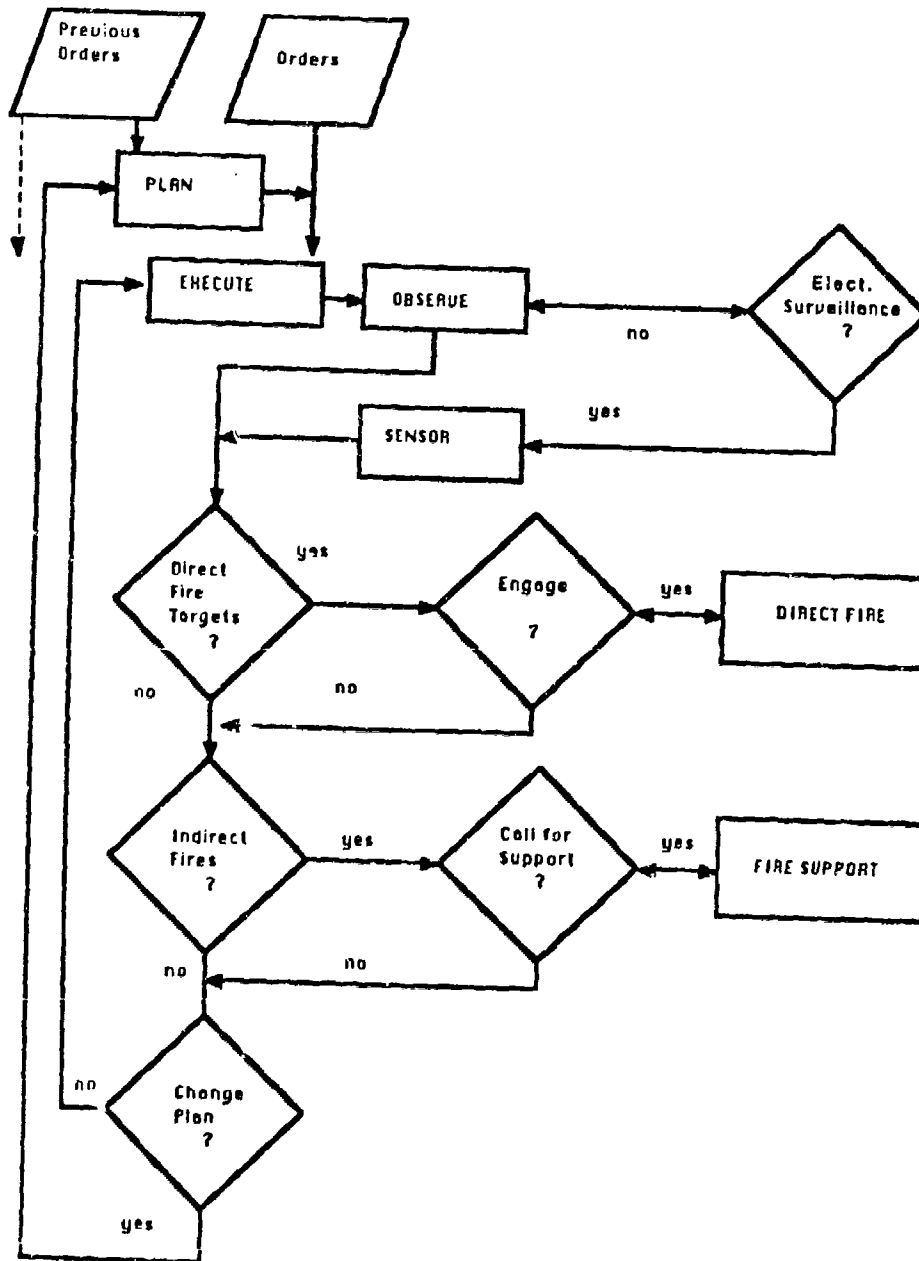 Previous
Orders
Orders
PLAN
EXECUTE
OBSERVE
Elect.
Surveillance
?
no
yes
SENSOR
Direct
Fire
Targets
?
yes
Engage
?
yes
DIRECT FIRE
no
no
Indirect
Fires
?
yes
Call for
Support
?
yes
FIRE SUPPORT
no
no
Change
Plan
?
no
yes